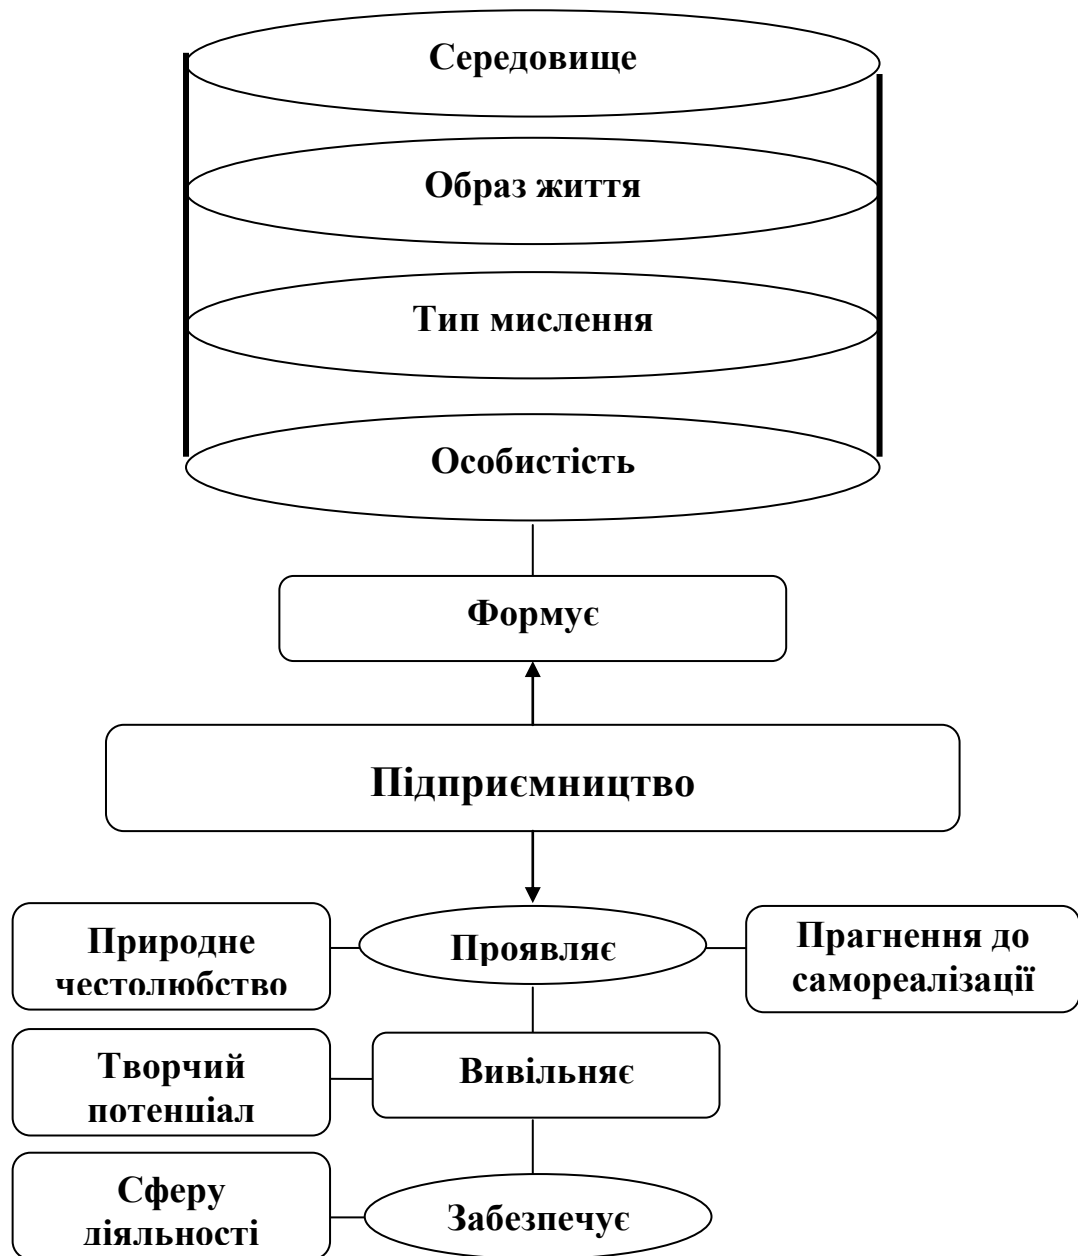 Середовище
Образ життя
Тип мислення
Особистість
Формує
Підприємництво
Природне
честолюбство
Проявляє
Прагнення до
самореалізації
Творчий
потенціал
Вивільняє
Сферу
діяльності
Забезпечує